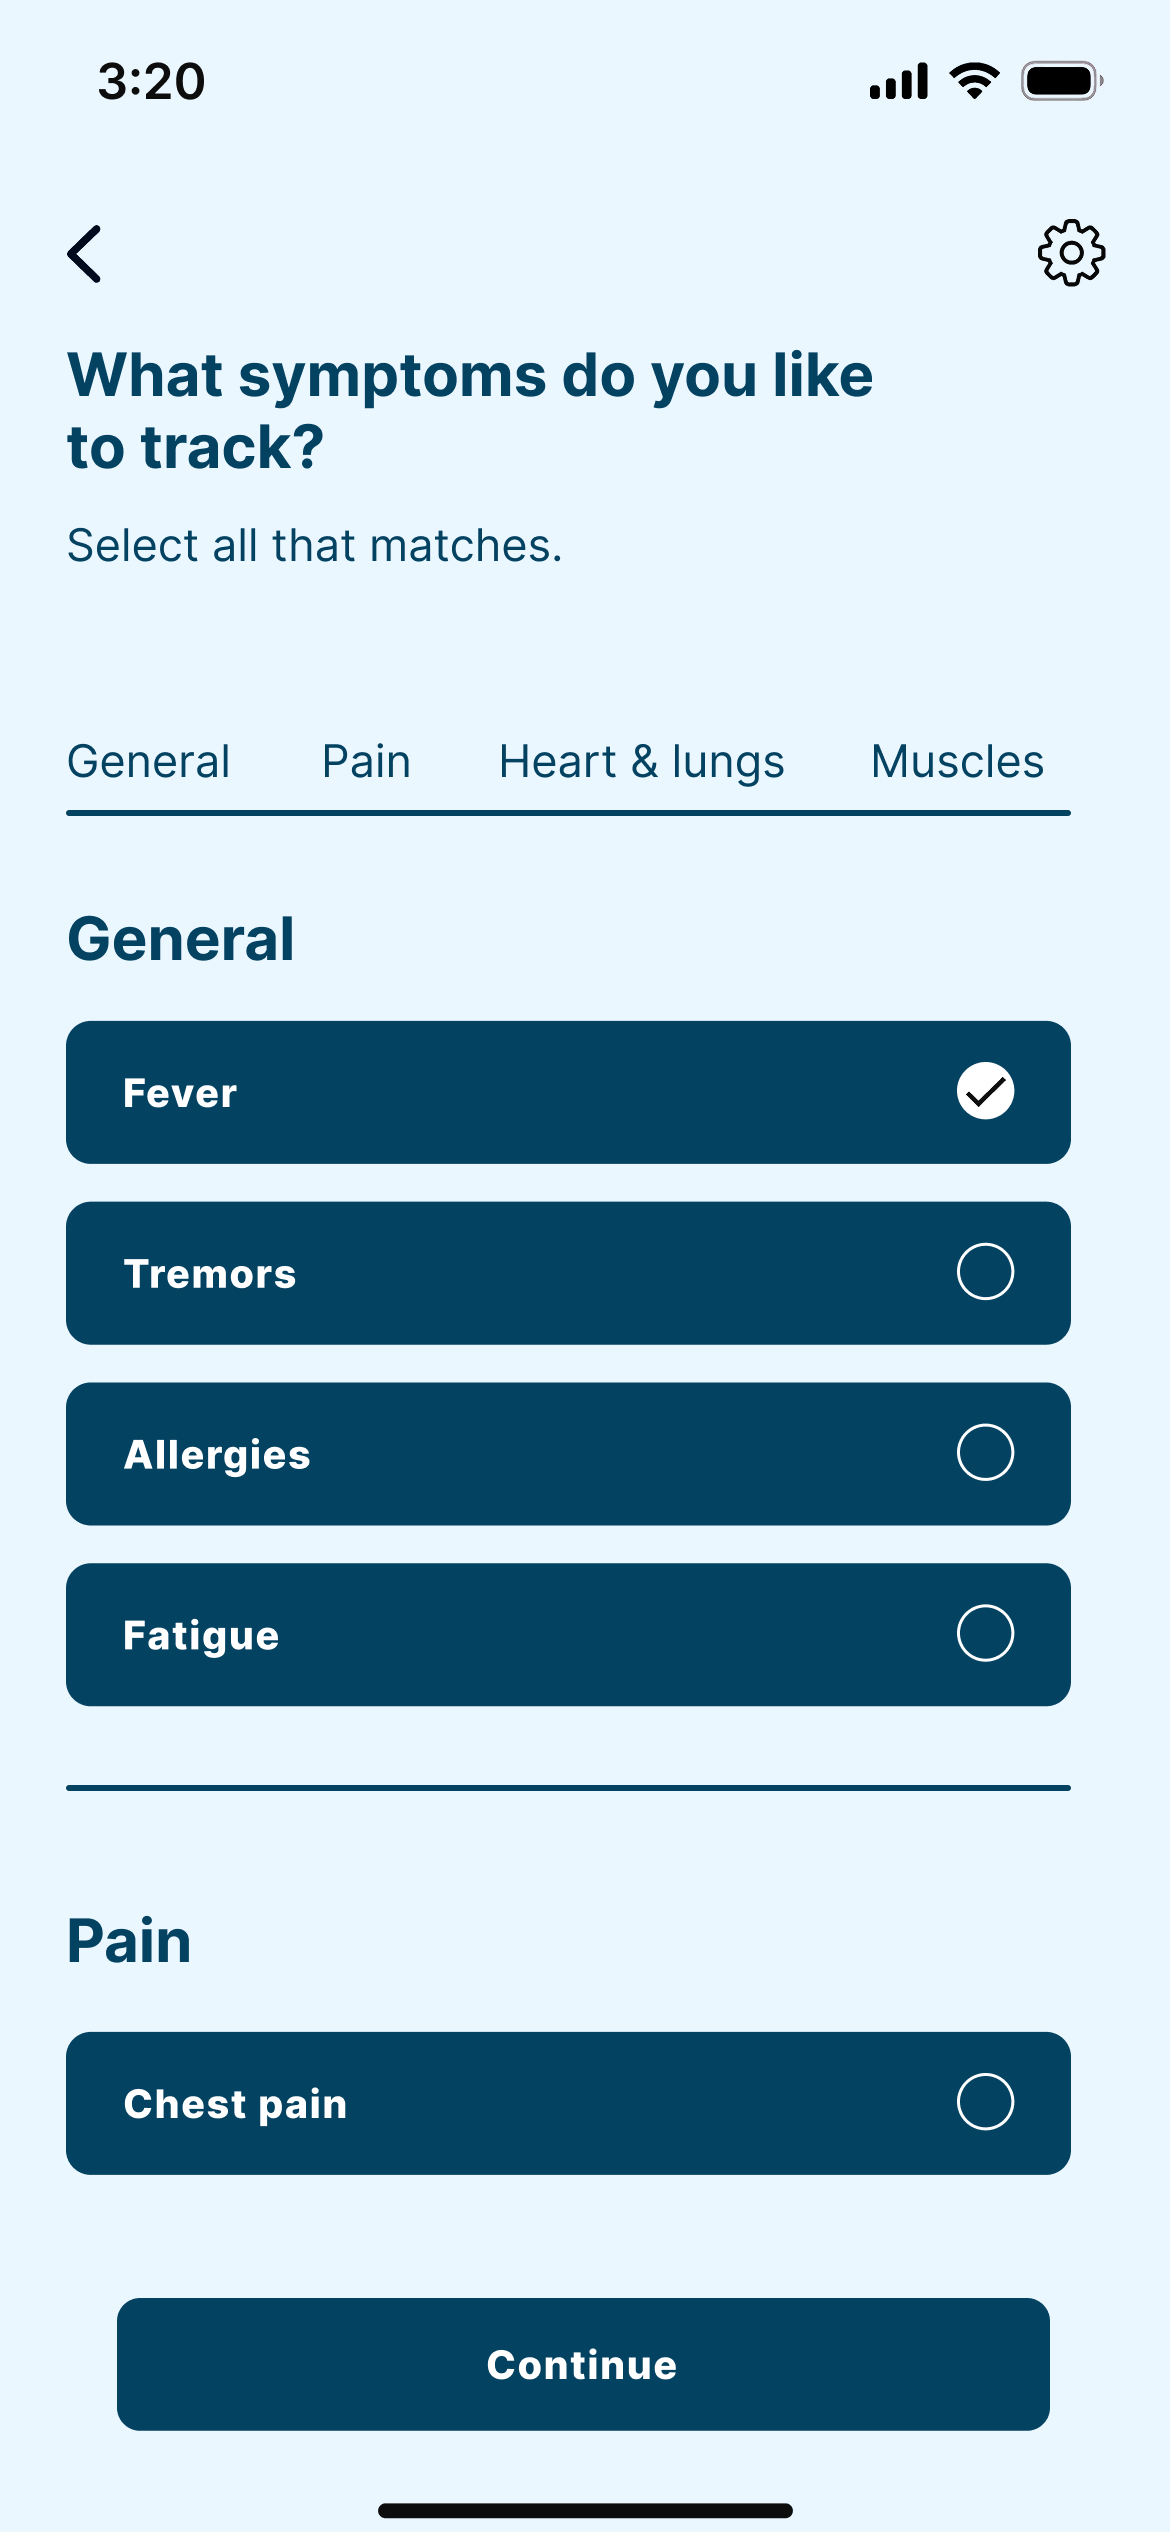 3:20
What symptoms do you like
to track?
Select all that matches.
General Pain Heart & lungs Muscles
General
Fever
Tremors
Allergies
Fatigue
Pain
Chest pain
Continue